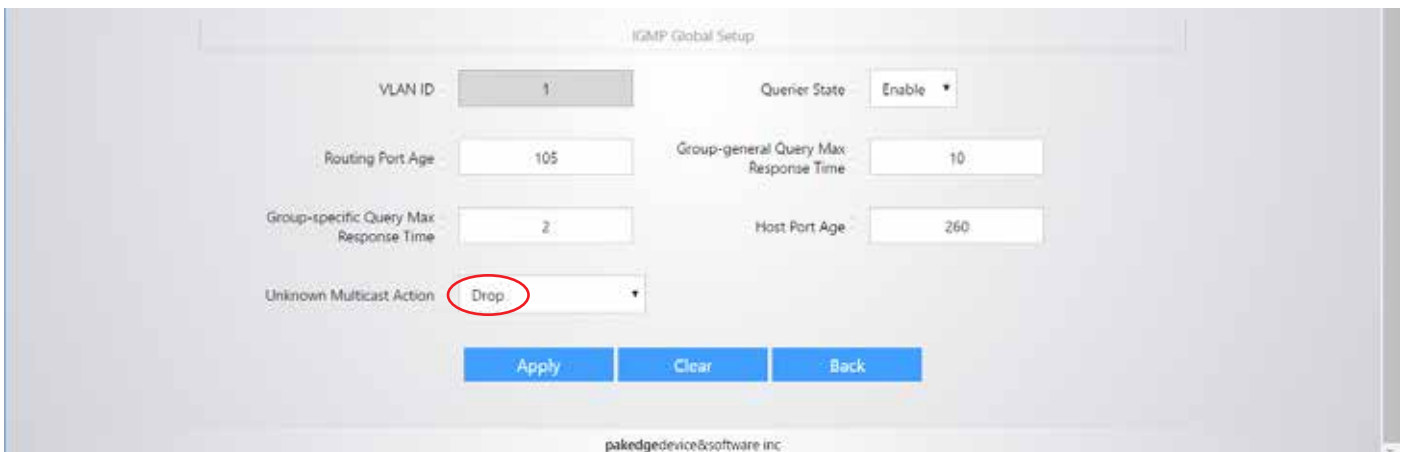 IGMP Global Setup
VLAN ID 1 Querier State Enable
Routing Port Age 105 Group-general Query Max
Response Time 10
Group-specific Query Max
Response Time 2 Host Port Age 260
Unknown Multicast Action Drop
Apply Clear Back
pakedgedevice&software inc